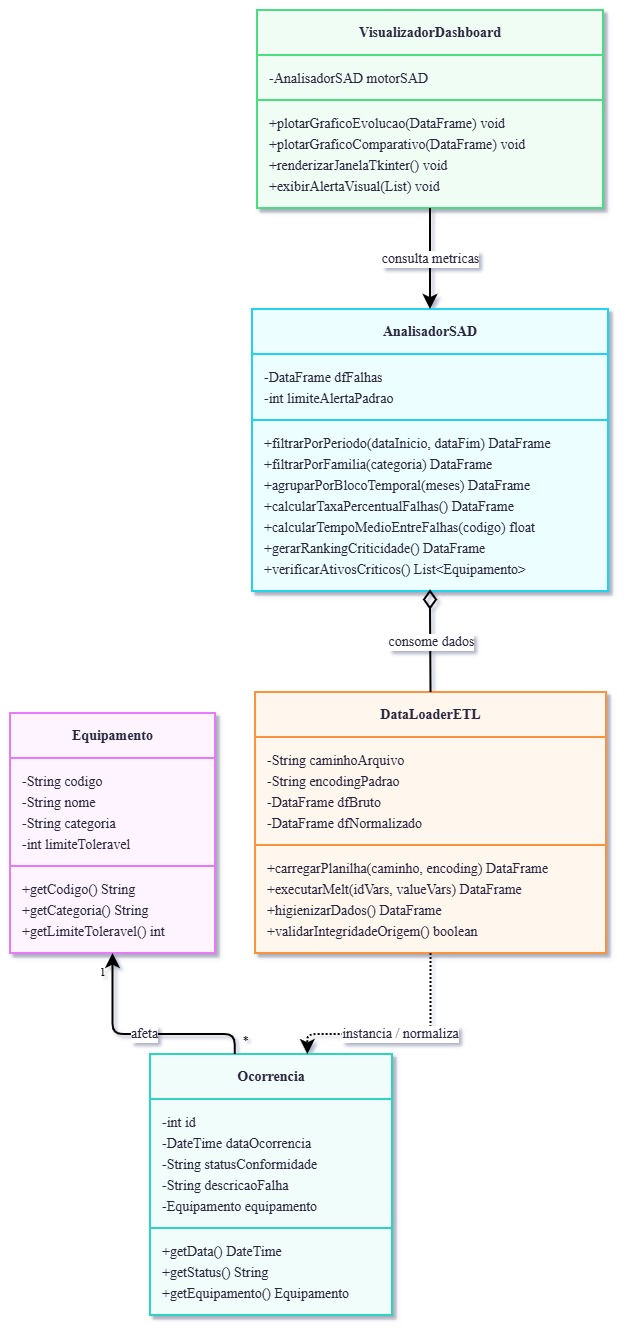 VisualizadorDashboard
-AnalisadorSAD motorSAD
+plotarGraficoEvolucao(DataFrame) void
+plotarGraficoComparativo(DataFrame) void
+renderizarJanelaTkinter() void
+exibirAlertaVisual(List) void
consulta metricas
AnalisadorSAD
-DataFrame dfFalhas
-int limiteAlertaPadrao
+filtrarPorPeriodo(dataInicio, dataFim) DataFrame
+filtrarPorFamilia(categoria) DataFrame
+agruparPorBlocoTemporal(meses) DataFrame
+calcularTaxaPercentualFalhas() DataFrame
+calcularTempoMedioEntreFalhas(codigo) float
+gerarRankingCriticidade() DataFrame
+verificarAtivosCriticos() List<Equipamento>
consome dados
DataLoaderETL
-String caminhoArquivo
-String encodingPadrao
-DataFrame dfBruto
-DataFrame dfNormalizado
+carregarPlanilha(caminho, encoding) DataFrame
+executarMelt(idVars, valueVars) DataFrame
+higienizarDados() DataFrame
+validarIntegridadeOrigem() boolean
Equipamento
-String codigo
-String nome
-String categoria
-int limiteToleravel
+getCodigo() String
+getCategoria() String
+getLimiteToleravel() int
1
afeta
*
instancia / normaliza
Ocorrencia
-int id
-DateTime dataOcorrencia
-String statusConformidade
-String descricaoFalha
-Equipamento equipamento
+getData() DateTime
+getStatus() String
+getEquipamento() Equipamento